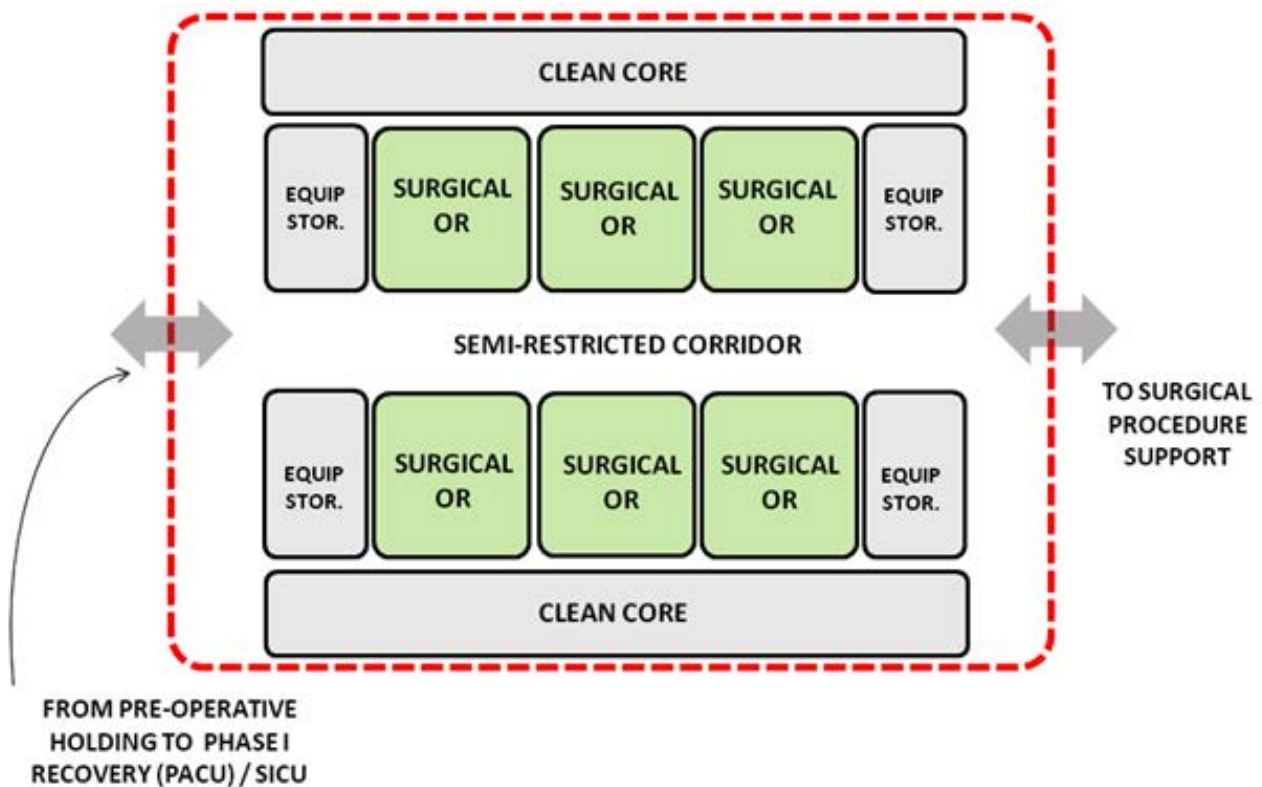 CLEAN CORE
EQUIP
STOR.
SURGICAL
OR
SURGICAL
OR
SURGICAL
OR
EQUIP
STOR.
SEMI-RESTRICTED CORRIDOR
TO SURGICAL
PROCEDURE
SUPPORT
EQUIP
STOR.
SURGICAL
OR
SURGICAL
OR
SURGICAL
OR
EQUIP
STOR.
CLEAN CORE
FROM PRE-OPERATIVE
HOLDING TO PHASE I
RECOVERY (PACU) / SICU